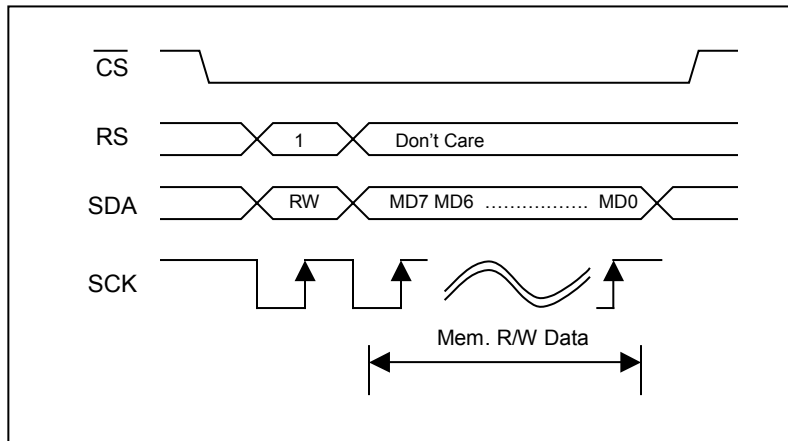 CS
RS 1 Don't Care
SDA RW MD7 MD6 ................. MD0
SCK
Mem. R/W Data